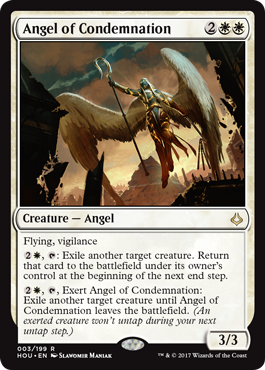 Angel of Condemnation 2
Creature — Angel
Flying, vigilance
2, : Exile another target creature. Return
that card to the battlefield under its owner's
control at the beginning of the next end step.
2, , Exert Angel of Condemnation:
Exile another target creature until Angel of
Condemnation leaves the battlefield. (An
exerted creature won't untap during your
next untap step.)
3/3
003/199 R
HOU • EN SLAWOMIR MANIAK
™ & © 2017 Wizards of the Coast